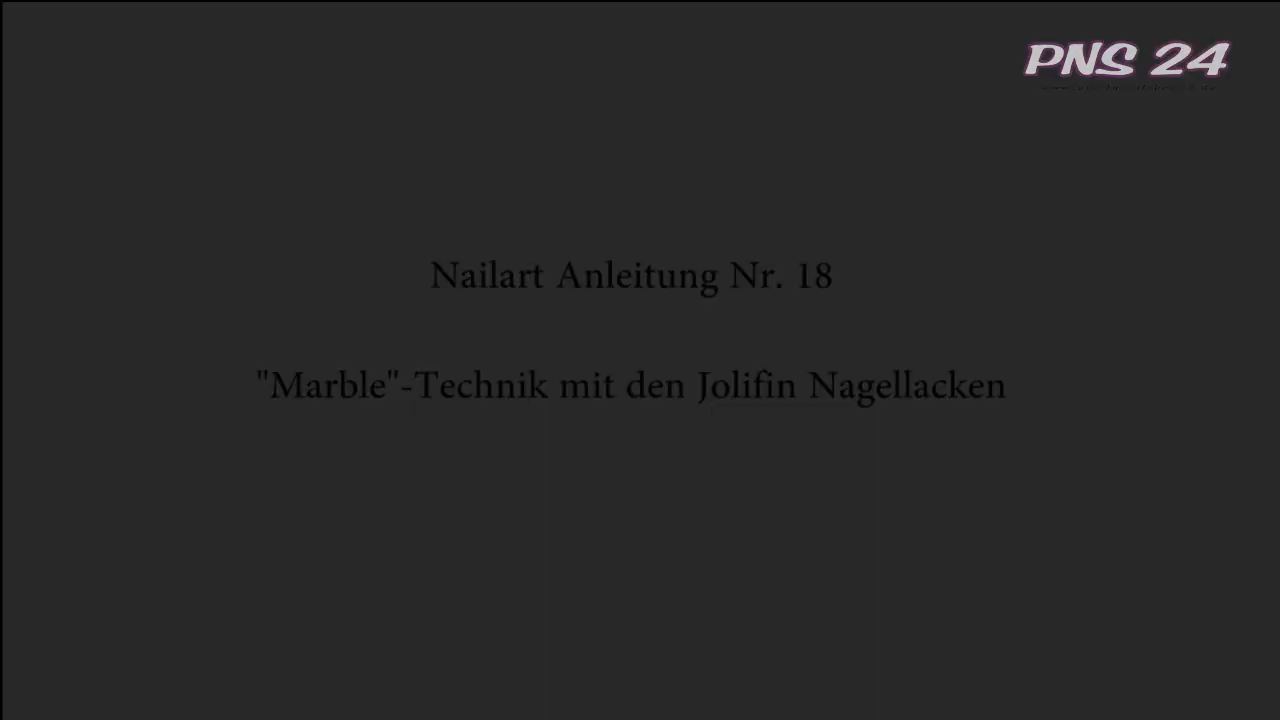 PNS 24
Nailart Anleitung Nr. 18
"Marble"-Technik mit den Jolifin Nagellacken